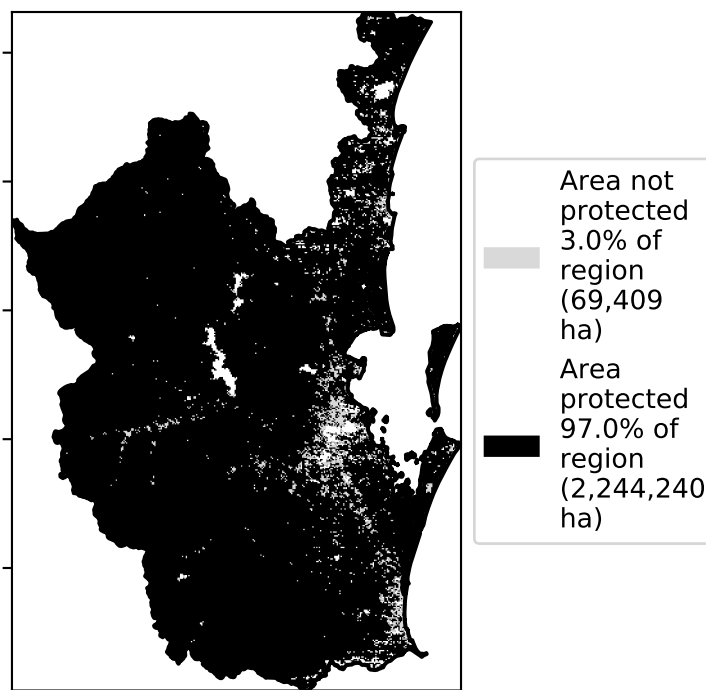 Area not
protected
3.0% of
region
(69,409
ha)
Area
protected
97.0% of
region
(2,244,240
ha)